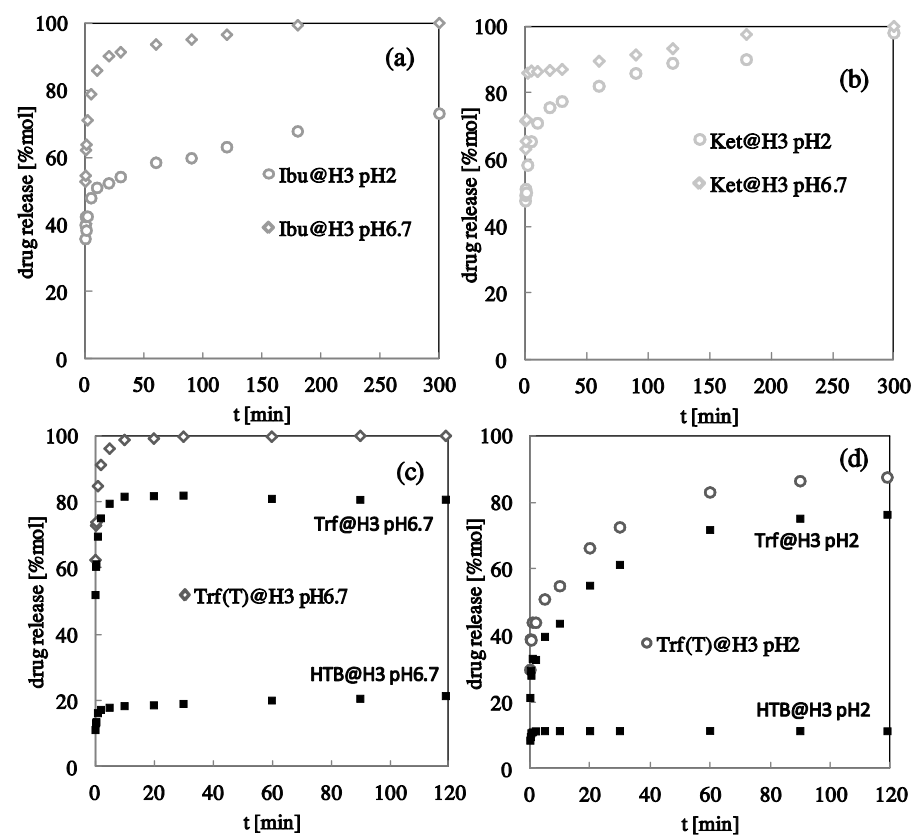 100
80
60
40
20
0
drug release [%mol]
(a)
Ibu@H3 pH2
Ibu@H3 pH6.7
0 50 100 150 200 250 300
t [min]
100
80
60
40
20
0
drug release [%mol]
(b)
Ket@H3 pH2
Ket@H3 pH6.7
0 50 100 150 200 250 300
t [min]
100
80
60
40
20
0
drug release [%mol]
(c)
Trf@H3 pH6.7
Trf(T)@H3 pH6.7
HTB@H3 pH6.7
0 20 40 60 80 100 120
t [min]
100
80
60
40
20
0
drug release [%mol]
(d)
Trf@H3 pH2
Trf(T)@H3 pH2
HTB@H3 pH2
0 20 40 60 80 100 120
t [min]